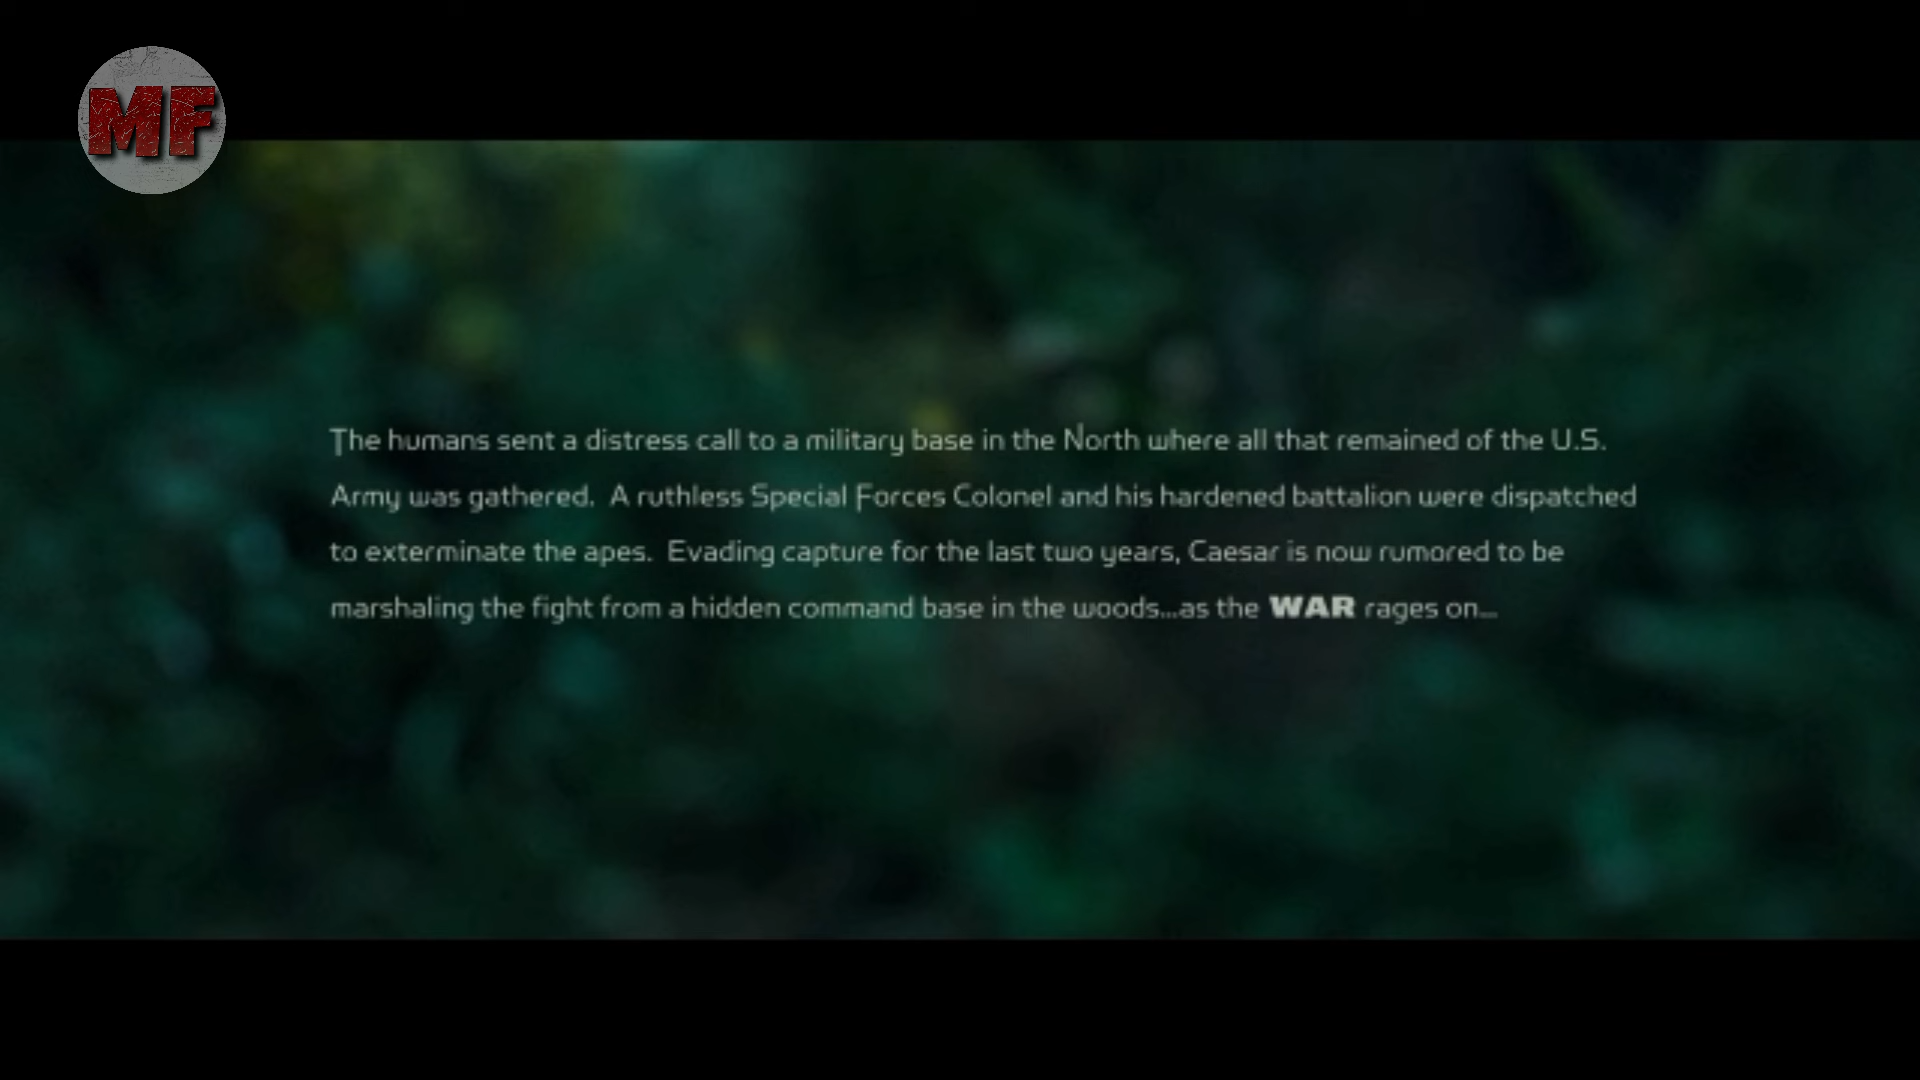 MF
The humans sent a distress call to a military base in the North where all that remained of the U.S.
Army was gathered.  A ruthless Special Forces Colonel and his hardened battalion were dispatched
to exterminate the apes.  Evading capture for the last two years, Caesar is now rumored to be
marshaling the fight from a hidden command base in the woods...as the WAR rages on...